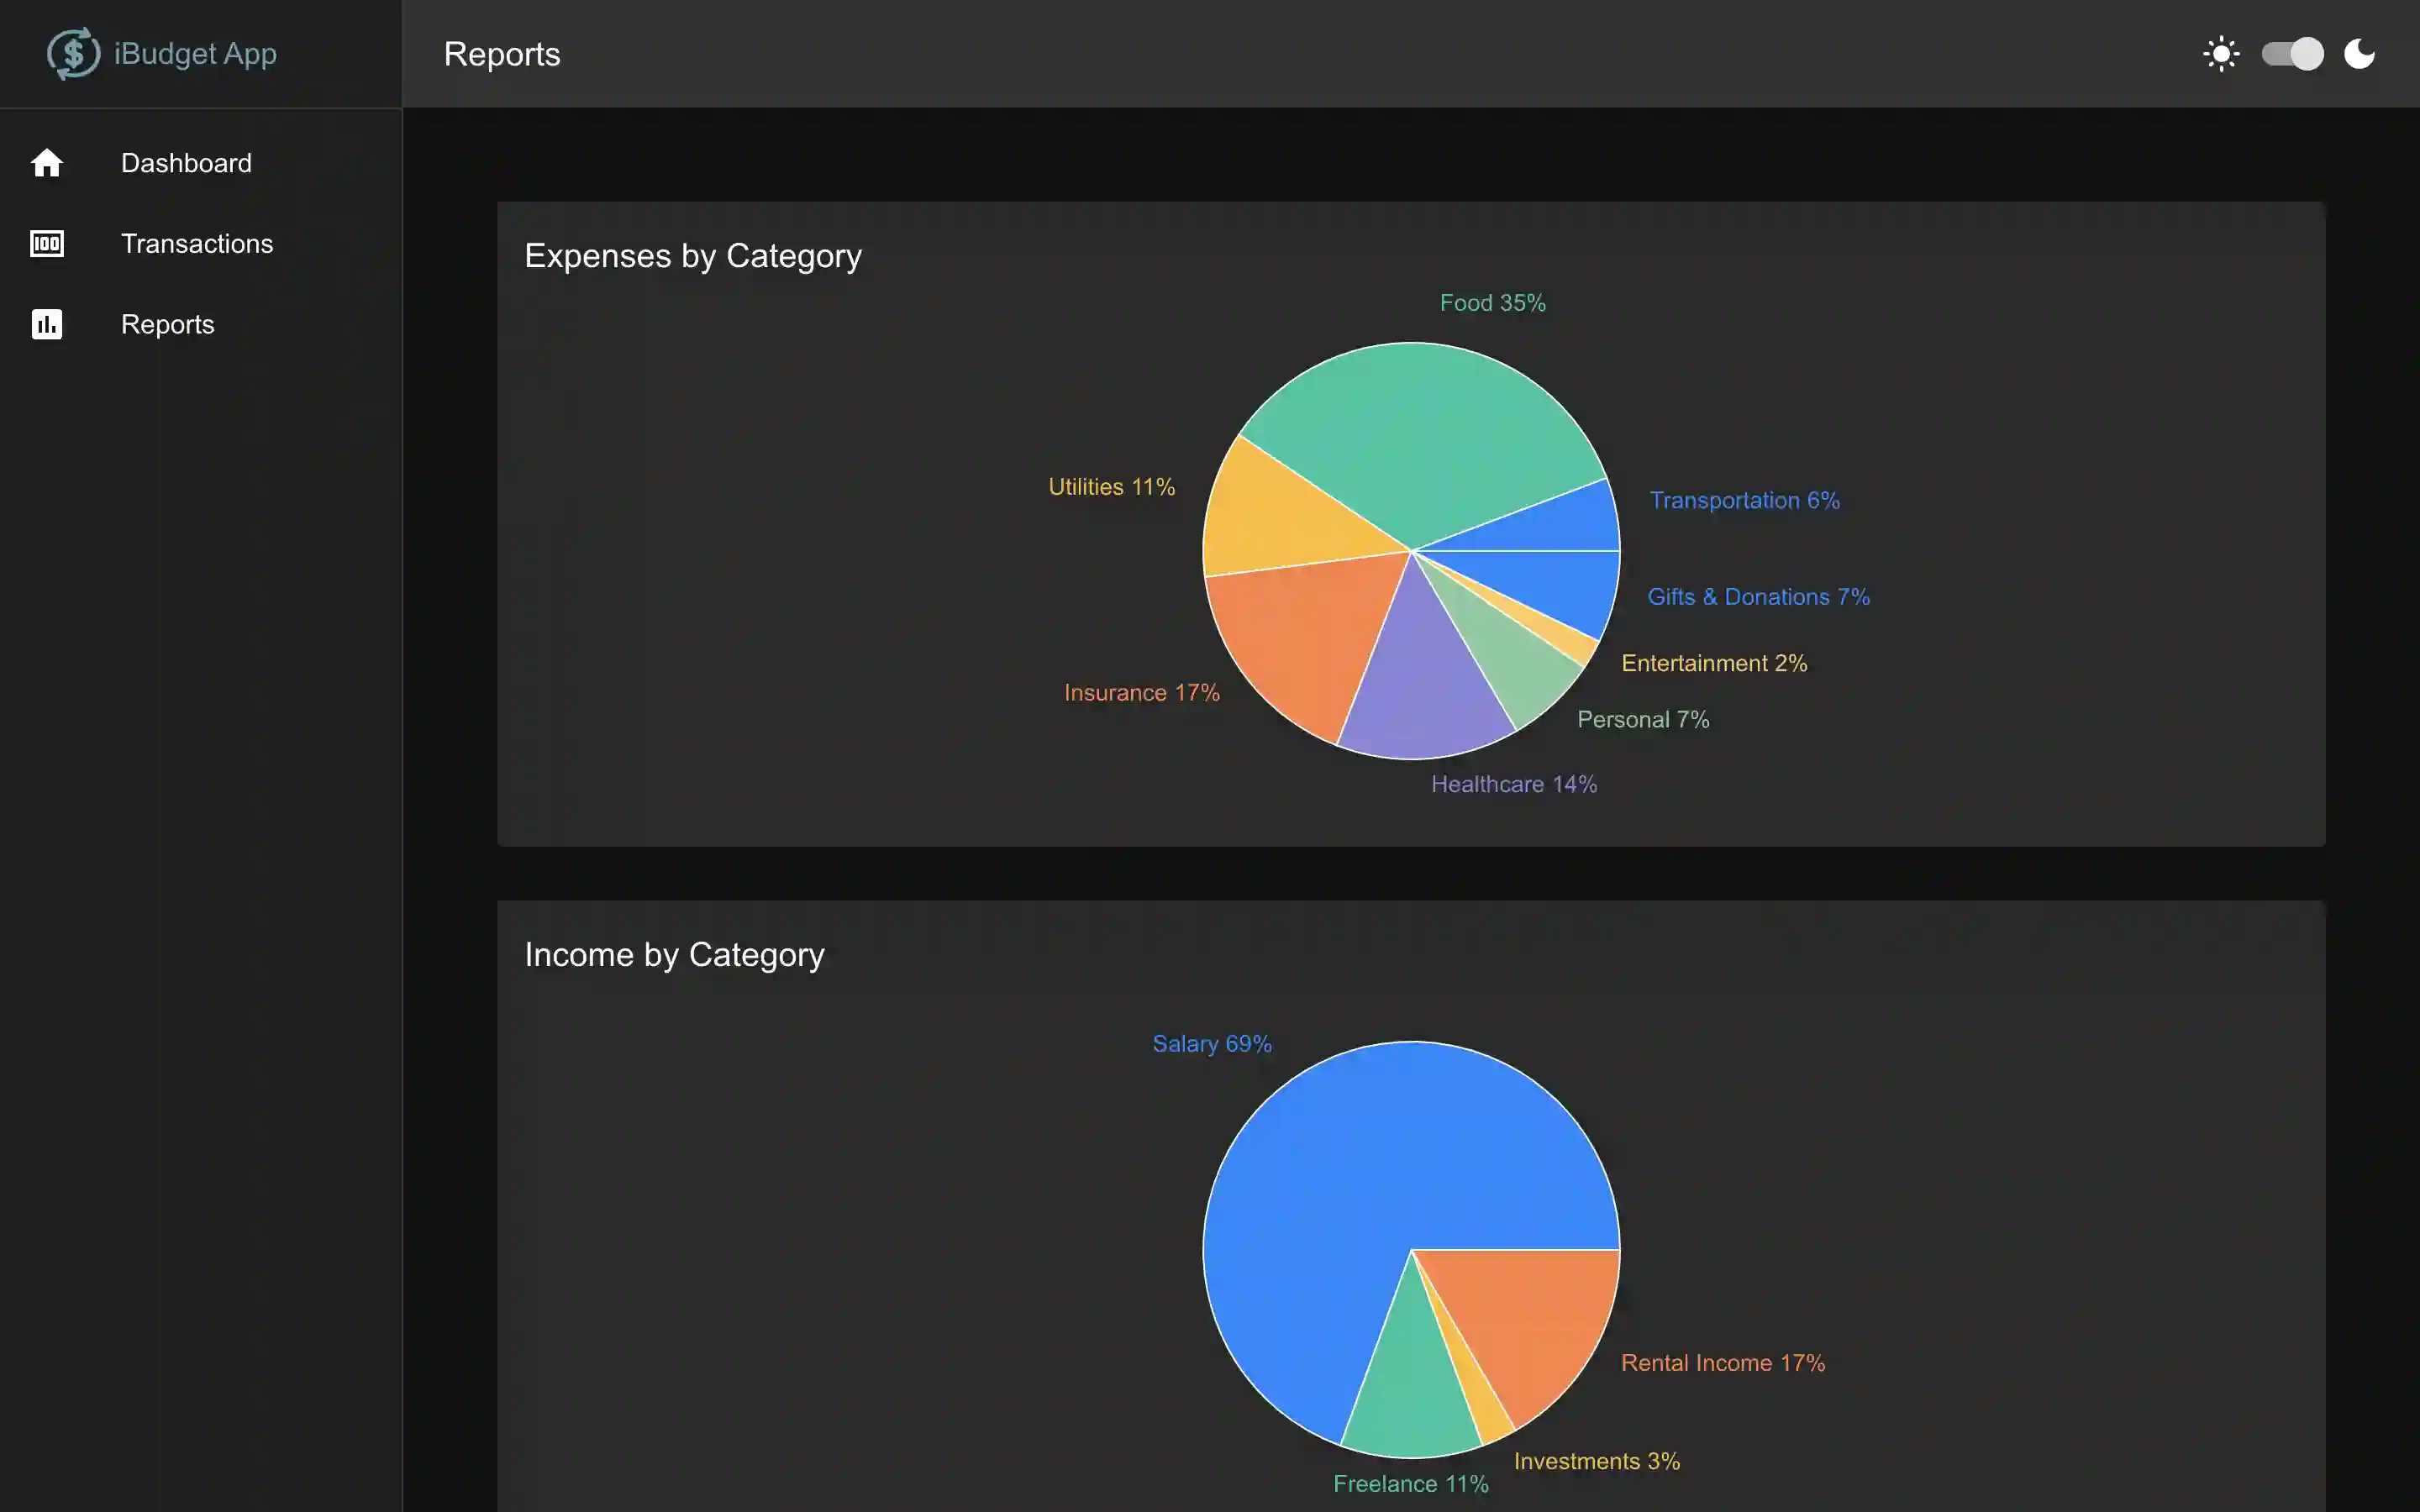 iBudget App
Reports
Dashboard
100 Transactions
Reports
Expenses by Category
Food 35%
Utilities 11%
Transportation 6%
Gifts & Donations 7%
Entertainment 2%
Insurance 17%
Personal 7%
Healthcare 14%
Income by Category
Salary 69%
Rental Income 17%
Investments 3%
Freelance 11%